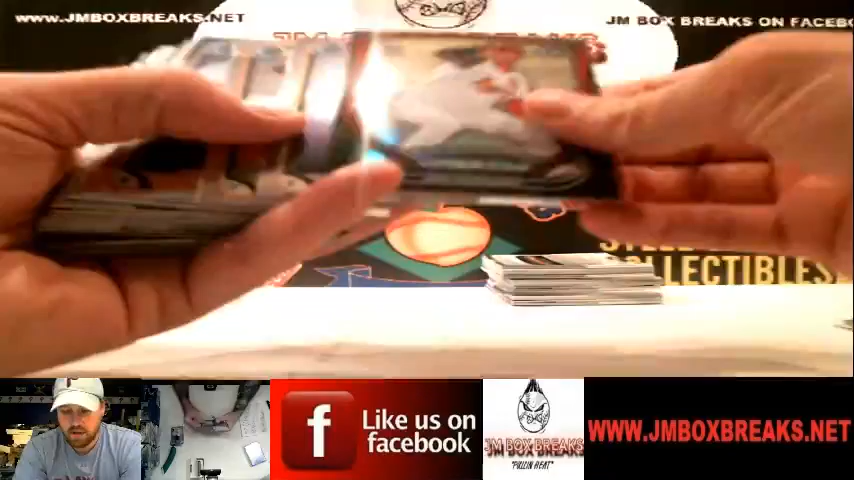 WWW.JMBOXBREAKS.NET
JM BOX BREAKS ON FACEBO
COLLECTIBLES
f
Like us on
facebook
JM BOX BREAKS
"PULLIN HEAT"
WWW.JMBOXBREAKS.NET